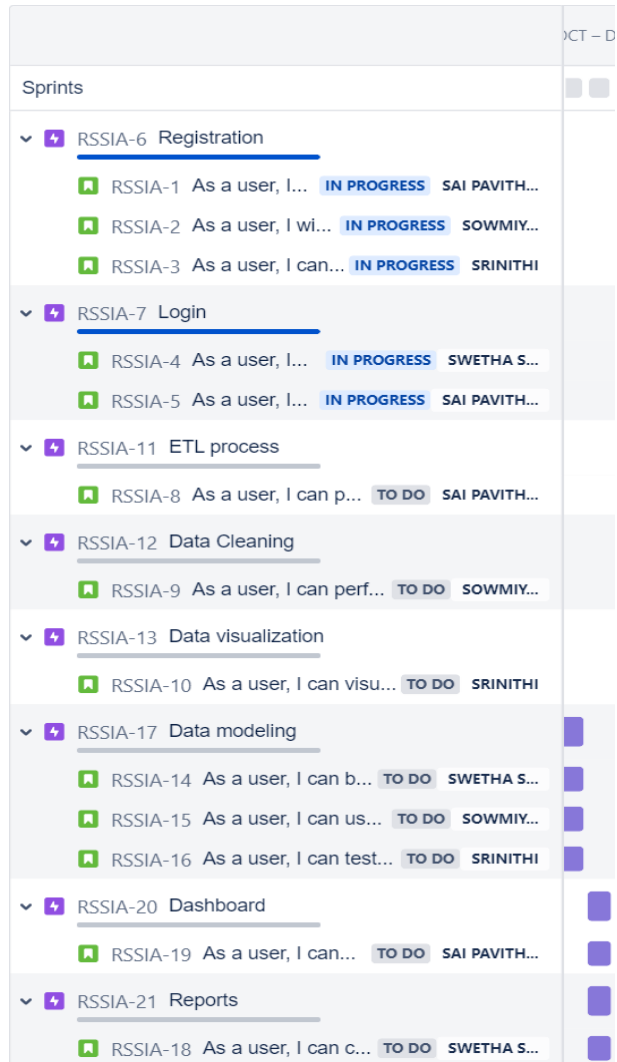 OCT – D
Sprints
RSSIA-6 Registration
RSSIA-1 As a user, I... IN PROGRESS SAI PAVITH...
RSSIA-2 As a user, I wi... IN PROGRESS SOWMIY...
RSSIA-3 As a user, I can... IN PROGRESS SRINITHI
RSSIA-7 Login
RSSIA-4 As a user, I... IN PROGRESS SWETHA S...
RSSIA-5 As a user, I... IN PROGRESS SAI PAVITH...
RSSIA-11 ETL process
RSSIA-8 As a user, I can p... TO DO SAI PAVITH...
RSSIA-12 Data Cleaning
RSSIA-9 As a user, I can perf... TO DO SOWMIY...
RSSIA-13 Data visualization
RSSIA-10 As a user, I can visu... TO DO SRINITHI
RSSIA-17 Data modeling
RSSIA-14 As a user, I can b... TO DO SWETHA S...
RSSIA-15 As a user, I can us... TO DO SOWMIY...
RSSIA-16 As a user, I can test... TO DO SRINITHI
RSSIA-20 Dashboard
RSSIA-19 As a user, I can... TO DO SAI PAVITH...
RSSIA-21 Reports
RSSIA-18 As a user, I can c... TO DO SWETHA S...